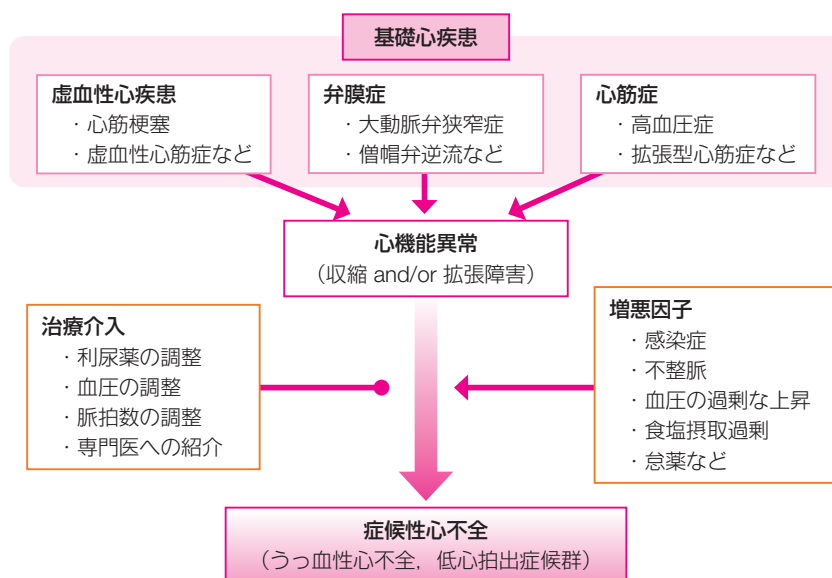 基礎心疾患
虚血性心疾患
・心筋梗塞
・虚血性心筋症など
弁膜症
・大動脈弁狭窄症
・僧帽弁逆流など
心筋症
・高血圧症
・拡張型心筋症など
心機能異常
（収縮 and/or 拡張障害）
治療介入
・利尿薬の調整
・血圧の調整
・脈拍数の調整
・専門医への紹介
増悪因子
・感染症
・不整脈
・血圧の過剰な上昇
・食塩摂取過剰
・怠薬など
症候性心不全
（うっ血性心不全，低心拍出症候群）